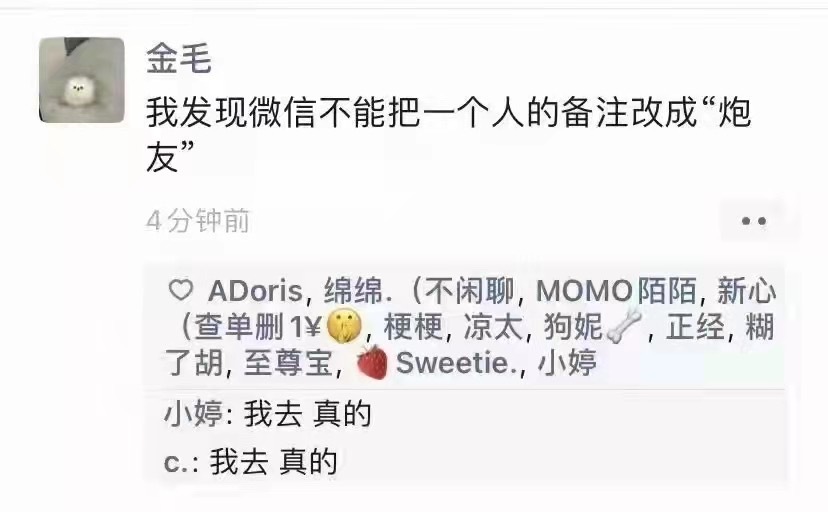 金毛
我发现微信不能把一个人的备注改成“炮
友”
4分钟前
ADoris, 绵绵.（不闲聊, MOMO陌陌, 新心
（查单删1¥🤫, 梗梗, 凉太, 狗妮🦴, 正经, 糊
了胡, 至尊宝, 🍓Sweetie., 小婷
小婷: 我去 真的
c.: 我去 真的